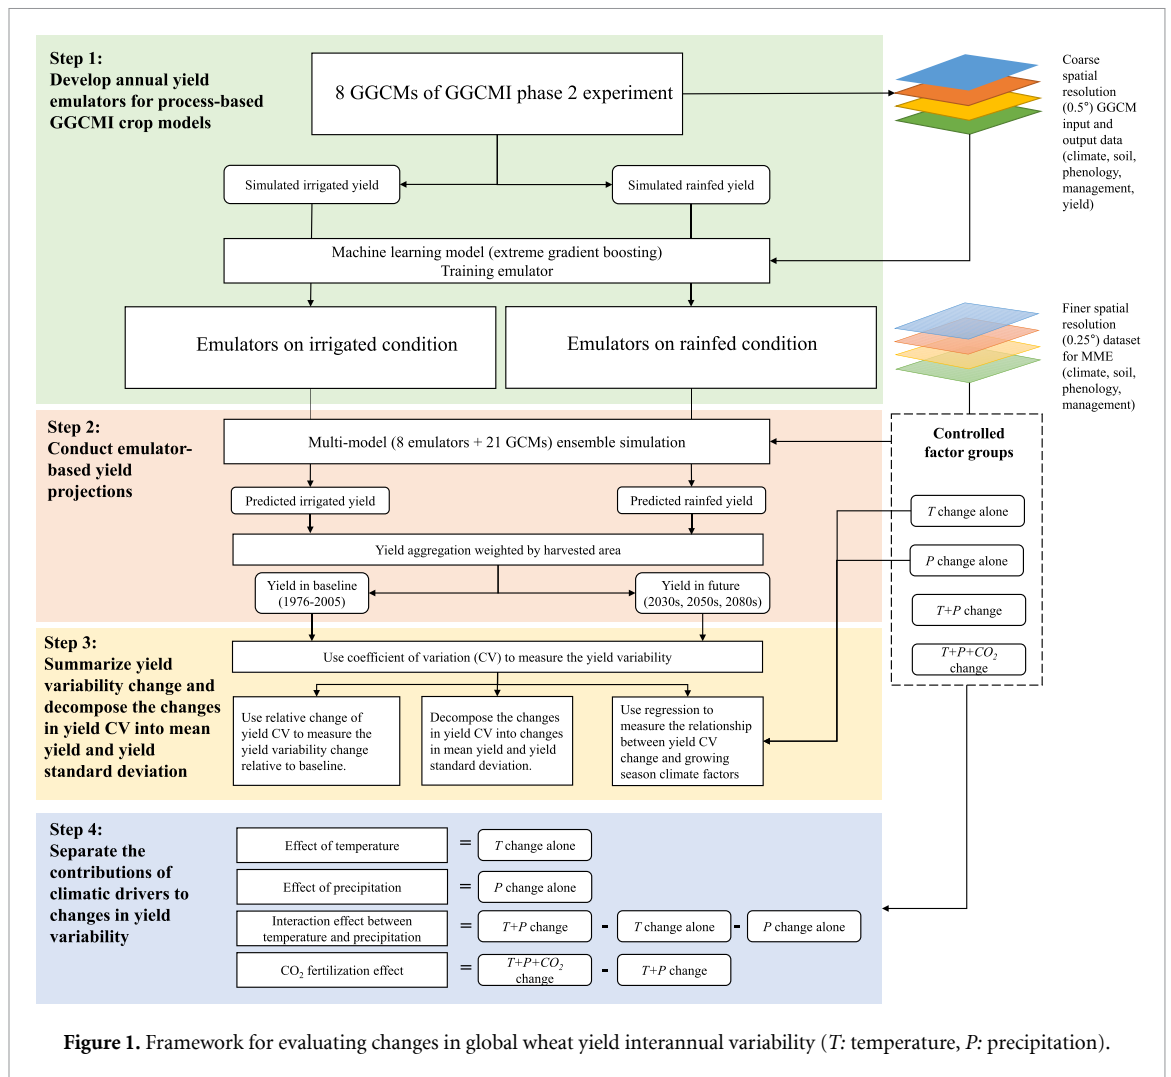 Step 1:
Develop annual yield
emulators for process-based
GGCMI crop models
8 GGCMs of GGCMI phase 2 experiment
Coarse
spatial
resolution
(0.5°) GGCM
input and
output data
(climate, soil,
phenology,
management,
yield)
Simulated irrigated yield
Simulated rainfed yield
Machine learning model (extreme gradient boosting)
Training emulator
Emulators on irrigated condition
Emulators on rainfed condition
Finer spatial
resolution
(0.25°) dataset
for MME
(climate, soil,
phenology,
management)
Step 2:
Conduct emulator-
based yield
projections
Multi-model (8 emulators + 21 GCMs) ensemble simulation
Predicted irrigated yield
Predicted rainfed yield
Yield aggregation weighted by harvested area
Yield in baseline
(1976-2005)
Yield in future
(2030s, 2050s, 2080s)
Controlled
factor groups
T change alone
P change alone
T+P change
T+P+CO2
change
Step 3:
Summarize yield
variability change and
decompose the changes
in yield CV into mean
yield and yield
standard deviation
Use coefficient of variation (CV) to measure the yield variability
Use relative change of
yield CV to measure the
yield variability change
relative to baseline.
Decompose the changes
in yield CV into changes
in mean yield and yield
standard deviation.
Use regression to
measure the relationship
between yield CV
change and growing
season climate factors
Step 4:
Separate the
contributions of
climatic drivers to
changes in yield
variability
Effect of temperature = T change alone
Effect of precipitation = P change alone
Interaction effect between
temperature and precipitation
= T+P change - T change alone - P change alone
CO2 fertilization effect =
T+P+CO2
change
- T+P change
Figure 1. Framework for evaluating changes in global wheat yield interannual variability (T: temperature, P: precipitation).